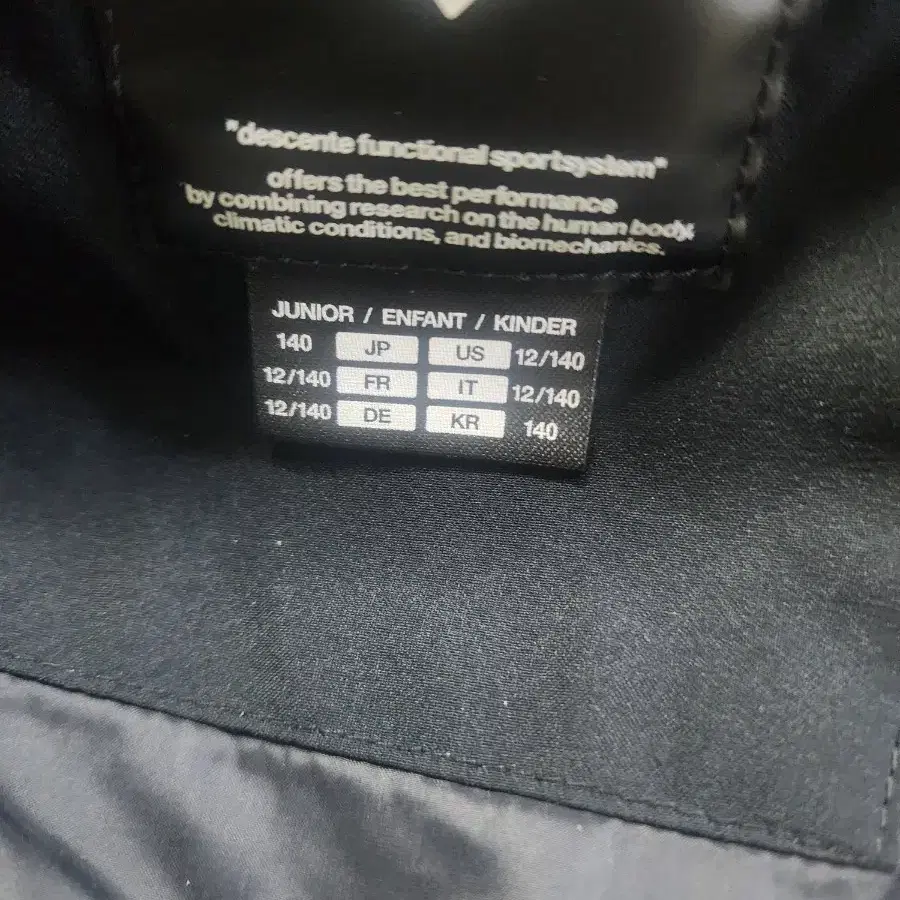 "descente functional sportsystem"
offers the best performance
by combining research on the human body,
climatic conditions, and biomechanics.
JUNIOR / ENFANT / KINDER
140 JP US 12/140
12/140 FR IT 12/140
12/140 DE KR 140